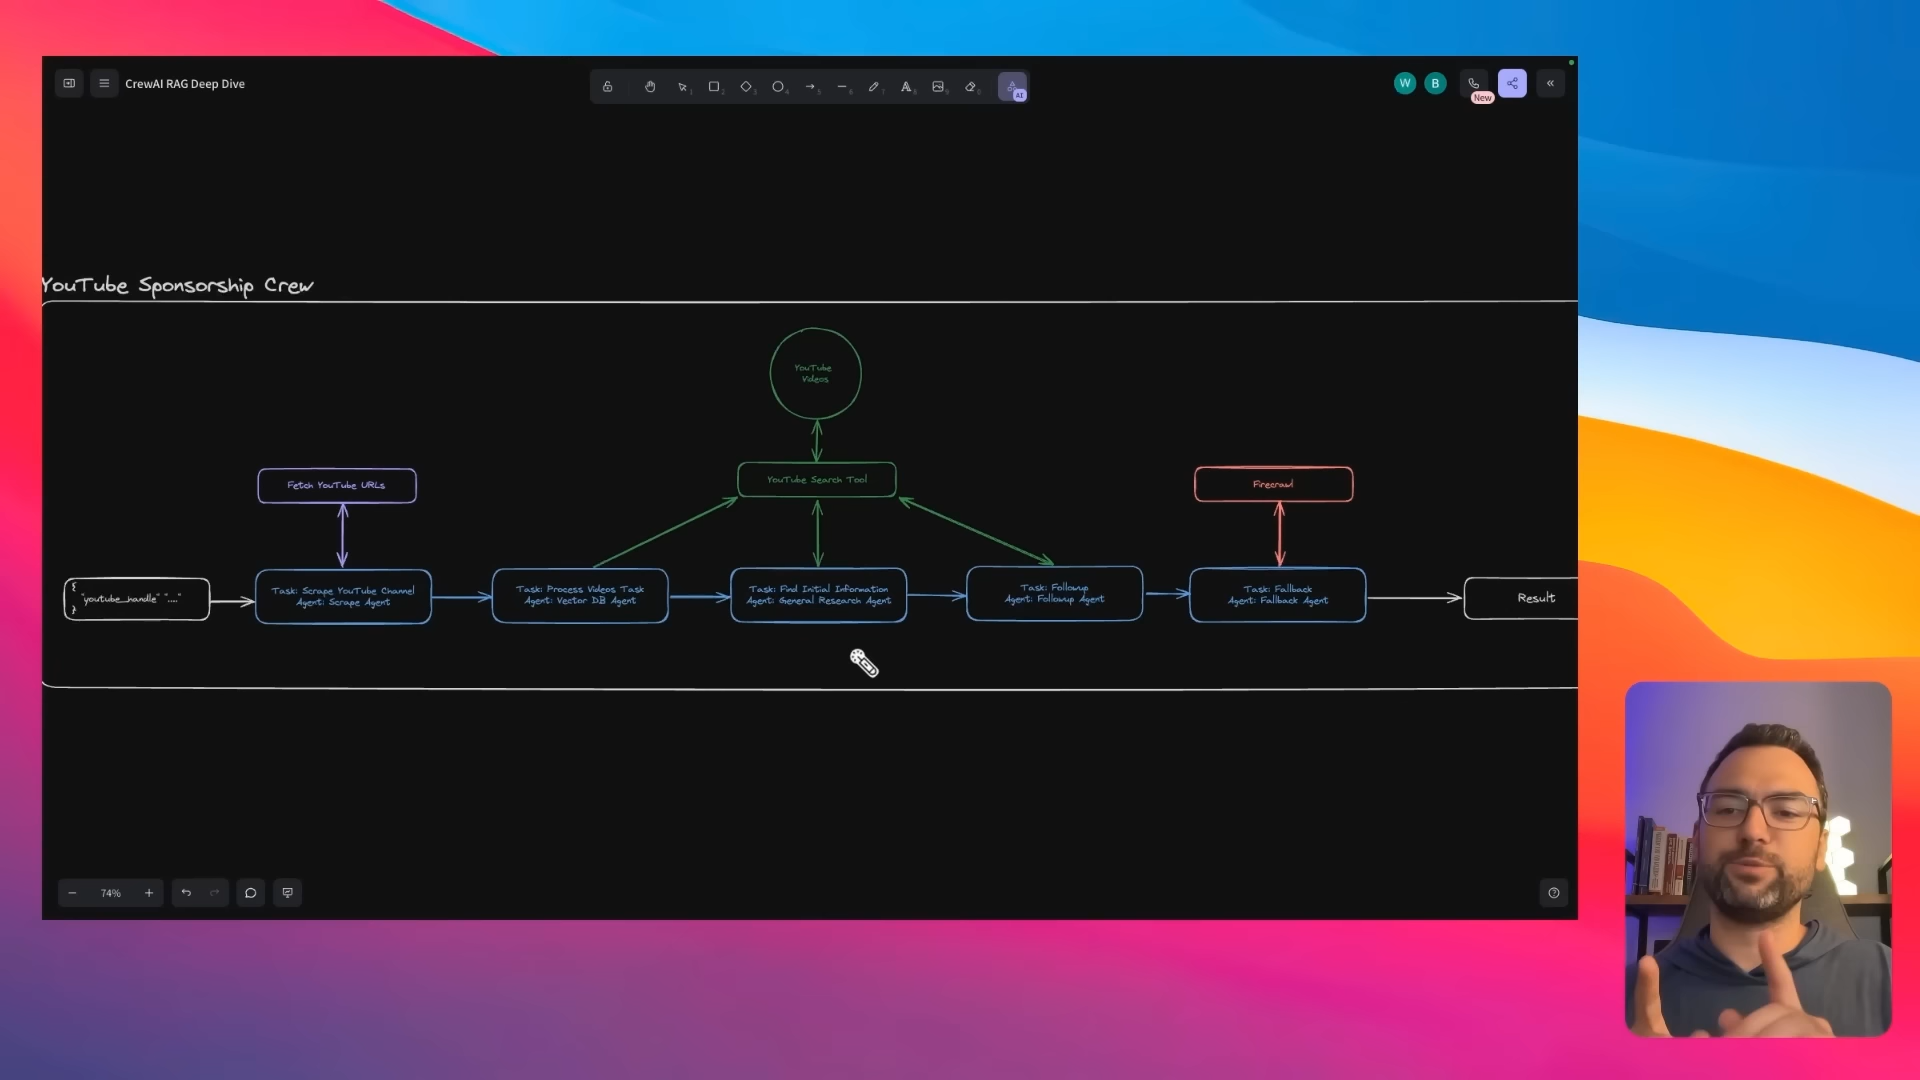 CrewAI RAG Deep Dive
W
B
New
AI
YouTube Sponsorship Crew
YouTube
Videos
Fetch YouTube URLs
YouTube Search Tool
Firecrawl
{
"youtube_handle" "...."
}
Task: Scrape YouTube Channel
Agent: Scrape Agent
Task: Process Videos Task
Agent: Vector DB Agent
Task: Find Initial Information
Agent: General Research Agent
Task: Followup
Agent: Followup Agent
Task: Fallback
Agent: Fallback Agent
Result
74%